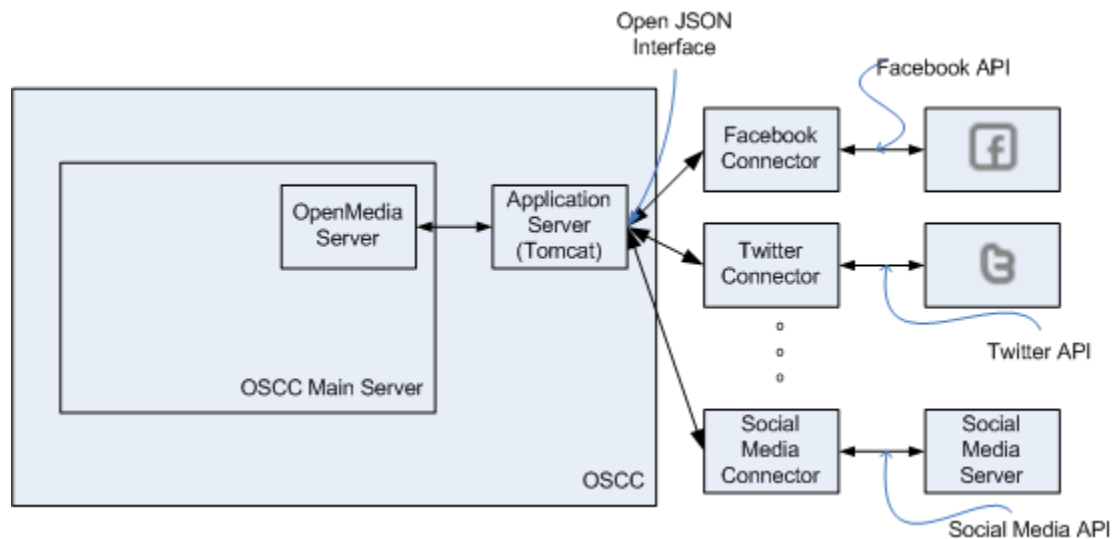 Open JSON
Interface
Facebook API
Facebook
Connector
f
OpenMedia
Server
Application
Server
(Tomcat)
Twitter
Connector
t
Twitter API
OSCC Main Server
Social
Media
Connector
Social
Media
Server
OSCC
Social Media API